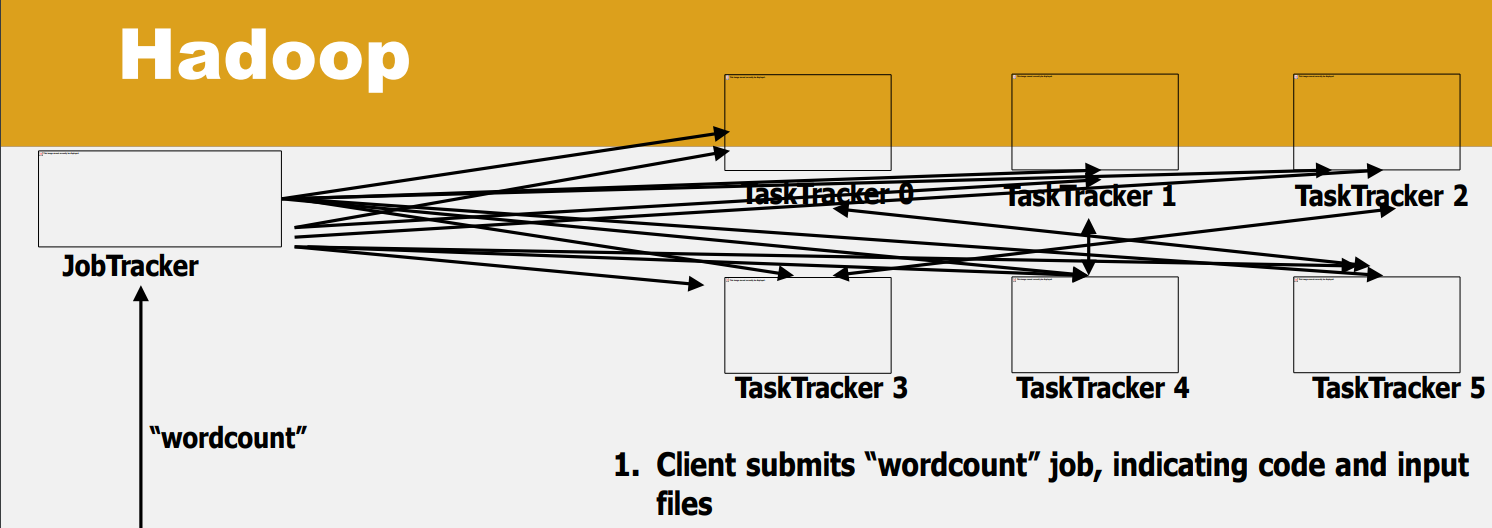 Hadoop
TaskTracker 0
TaskTracker 1
TaskTracker 2
JobTracker
TaskTracker 3
TaskTracker 4
TaskTracker 5
“wordcount”
1. Client submits “wordcount” job, indicating code and input
files